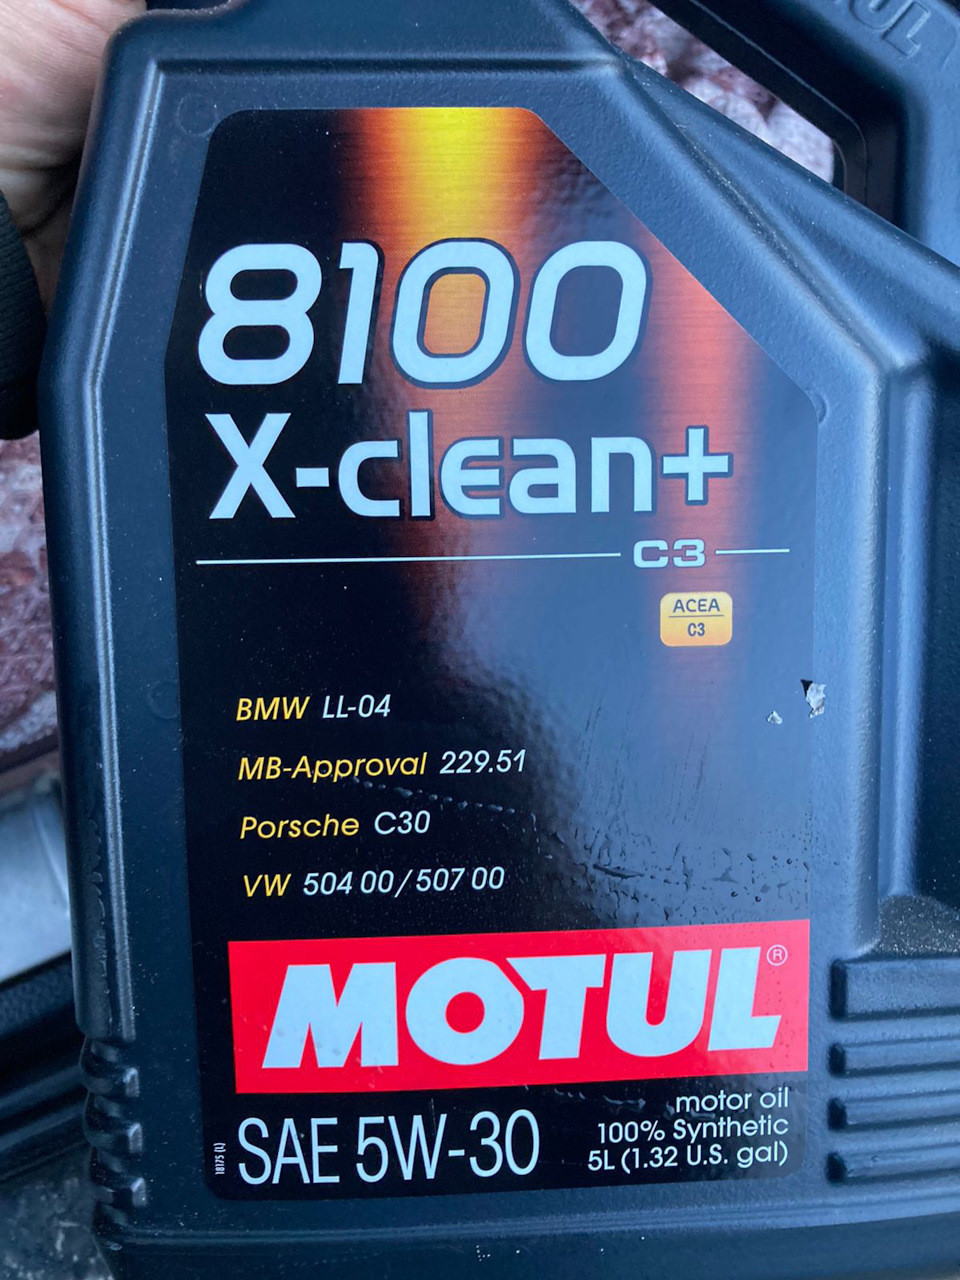 8100
X-clean+
C3
ACEA
C3
BMW LL-04
MB-Approval 229.51
Porsche C30
VW 504 00/507 00
MOTUL®
SAE 5W-30
motor oil
100% Synthetic
5L (1.32 U.S. gal)
18175 (L)